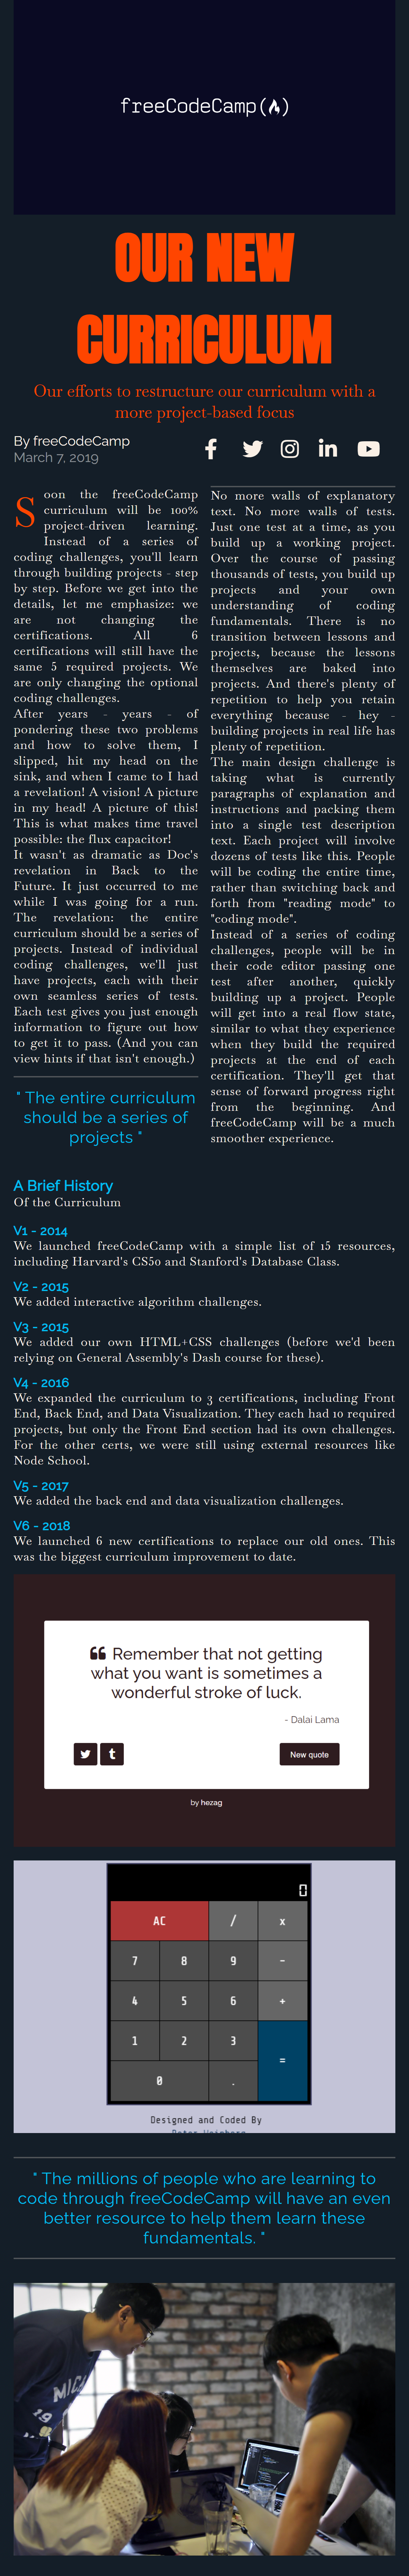 freeCodeCamp(🔥)
OUR NEW
CURRICULUM
Our efforts to restructure our curriculum with a
more project-based focus
By freeCodeCamp
March 7, 2019
Soon the freeCodeCamp
curriculum will be 100%
project-driven learning.
Instead of a series of
coding challenges, you'll learn
through building projects - step
by step. Before we get into the
details, let me emphasize: we
are not changing the
certifications. All 6
certifications will still have the
same 5 required projects. We
are only changing the optional
coding challenges.
After years - years - of
pondering these two problems
and how to solve them, I
slipped, hit my head on the
sink, and when I came to I had
a revelation! A vision! A picture
in my head! A picture of this!
This is what makes time travel
possible: the flux capacitor!
It wasn't as dramatic as Doc's
revelation in Back to the
Future. It just occurred to me
while I was going for a run.
The revelation: the entire
curriculum should be a series of
projects. Instead of individual
coding challenges, we'll just
have projects, each with their
own seamless series of tests.
Each test gives you just enough
information to figure out how
to get it to pass. (And you can
view hints if that isn't enough.)
" The entire curriculum
should be a series of
projects "
No more walls of explanatory
text. No more walls of tests.
Just one test at a time, as you
build up a working project.
Over the course of passing
thousands of tests, you build up
projects and your own
understanding of coding
fundamentals. There is no
transition between lessons and
projects, because the lessons
themselves are baked into
projects. And there's plenty of
repetition to help you retain
everything because - hey -
building projects in real life has
plenty of repetition.
The main design challenge is
taking what is currently
paragraphs of explanation and
instructions and packing them
into a single test description
text. Each project will involve
dozens of tests like this. People
will be coding the entire time,
rather than switching back and
forth from "reading mode" to
"coding mode".
Instead of a series of coding
challenges, people will be in
their code editor passing one
test after another, quickly
building up a project. People
will get into a real flow state,
similar to what they experience
when they build the required
projects at the end of each
certification. They'll get that
sense of forward progress right
from the beginning. And
freeCodeCamp will be a much
smoother experience.
A Brief History
Of the Curriculum
V1 - 2014
We launched freeCodeCamp with a simple list of 15 resources,
including Harvard's CS50 and Stanford's Database Class.
V2 - 2015
We added interactive algorithm challenges.
V3 - 2015
We added our own HTML+CSS challenges (before we'd been
relying on General Assembly's Dash course for these).
V4 - 2016
We expanded the curriculum to 3 certifications, including Front
End, Back End, and Data Visualization. They each had 10 required
projects, but only the Front End section had its own challenges.
For the other certs, we were still using external resources like
Node School.
V5 - 2017
We added the back end and data visualization challenges.
V6 - 2018
We launched 6 new certifications to replace our old ones. This
was the biggest curriculum improvement to date.
“ Remember that not getting
what you want is sometimes a
wonderful stroke of luck.
- Dalai Lama
New quote
by hezag
0
AC / x
7 8 9 -
4 5 6 +
1 2 3 =
0 .
Designed and Coded By
" The millions of people who are learning to
code through freeCodeCamp will have an even
better resource to help them learn these
fundamentals. "